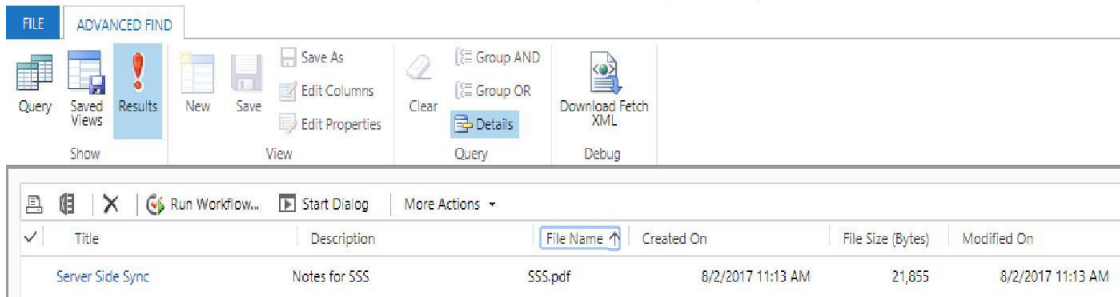 FILE ADVANCED FIND
Query
Saved Views
Results
New
Save
Save As
Edit Columns
Edit Properties
Clear
[Group AND
[Group OR
Details
Download Fetch XML
Show View Query Debug
Run Workflow... Start Dialog More Actions
Title Description File Name Created On File Size (Bytes) Modified On
Server Side Sync Notes for SSS SSS.pdf 8/2/2017 11:13 AM 21,855 8/2/2017 11:13 AM